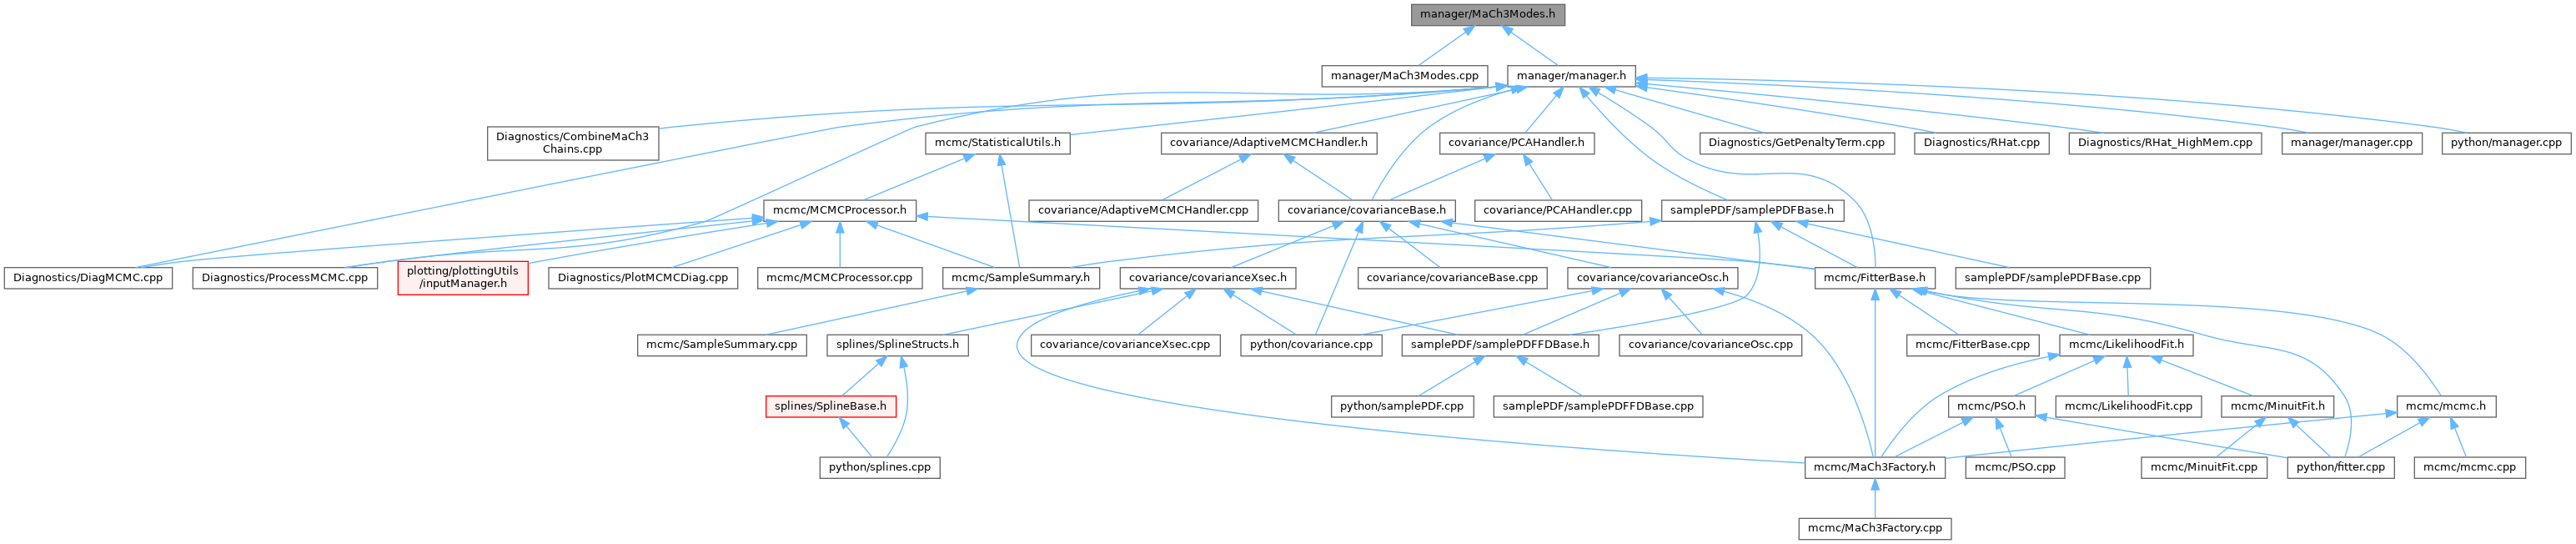 manager/MaCh3Modes.h
manager/MaCh3Modes.cpp
manager/manager.h
Diagnostics/CombineMaCh3
Chains.cpp
mcmc/StatisticalUtils.h
covariance/AdaptiveMCMCHandler.h
covariance/PCAHandler.h
Diagnostics/GetPenaltyTerm.cpp
Diagnostics/RHat.cpp
Diagnostics/RHat_HighMem.cpp
manager/manager.cpp
python/manager.cpp
mcmc/MCMCProcessor.h
covariance/AdaptiveMCMCHandler.cpp
covariance/covarianceBase.h
covariance/PCAHandler.cpp
samplePDF/samplePDFBase.h
Diagnostics/DiagMCMC.cpp
Diagnostics/ProcessMCMC.cpp
plotting/plottingUtils
/inputManager.h
Diagnostics/PlotMCMCDiag.cpp
mcmc/MCMCProcessor.cpp
mcmc/SampleSummary.h
covariance/covarianceXsec.h
covariance/covarianceBase.cpp
covariance/covarianceOsc.h
mcmc/FitterBase.h
samplePDF/samplePDFBase.cpp
mcmc/SampleSummary.cpp
splines/SplineStructs.h
covariance/covarianceXsec.cpp
python/covariance.cpp
samplePDF/samplePDFFDBase.h
covariance/covarianceOsc.cpp
mcmc/FitterBase.cpp
mcmc/LikelihoodFit.h
splines/SplineBase.h
python/samplePDF.cpp
samplePDF/samplePDFFDBase.cpp
mcmc/PSO.h
mcmc/LikelihoodFit.cpp
mcmc/MinuitFit.h
mcmc/mcmc.h
python/splines.cpp
mcmc/MaCh3Factory.h
mcmc/PSO.cpp
mcmc/MinuitFit.cpp
python/fitter.cpp
mcmc/mcmc.cpp
mcmc/MaCh3Factory.cpp